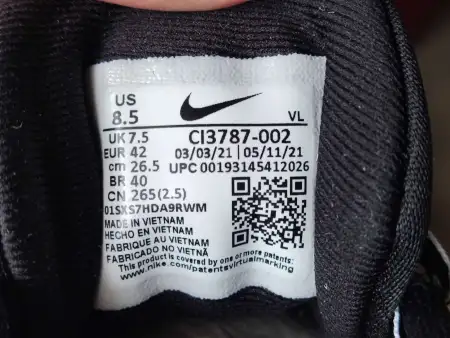 US
8.5
VL
UK 7.5
CI3787-002
EUR 42
03/03/21 | 05/11/21
cm 26.5
UPC 00193145412026
BR 40
CN 265(2.5)
01SXS7HDA9RWM
MADE IN VIETNAM
HECHO EN VIETNAM
FABRIQUE AU VIETNAM
FABRICADO NO VIETNÃ
This product is covered by one or more patents. See
www.nike.com/patentsvirtualmarking